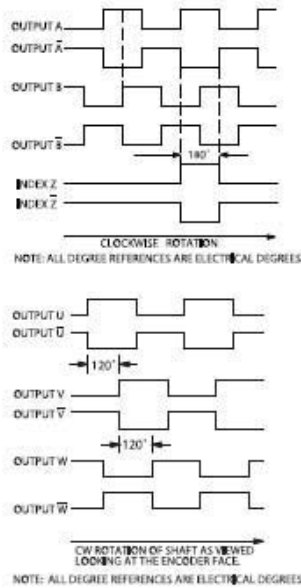 OUTPUT A
OUTPUT A̅
OUTPUT B
OUTPUT B̅
180°
INDEX Z
INDEX Z̅
CLOCKWISE ROTATION
NOTE: ALL DEGREE REFERENCES ARE ELECTRICAL DEGREES
OUTPUT U
OUTPUT U̅
120°
OUTPUT V
OUTPUT V̅
120°
OUTPUT W
OUTPUT W̅
CW ROTATION OF SHAFT AS VIEWED
LOOKING AT THE ENCODER FACE.
NOTE: ALL DEGREE REFERENCES ARE ELECTRICAL DEGREES